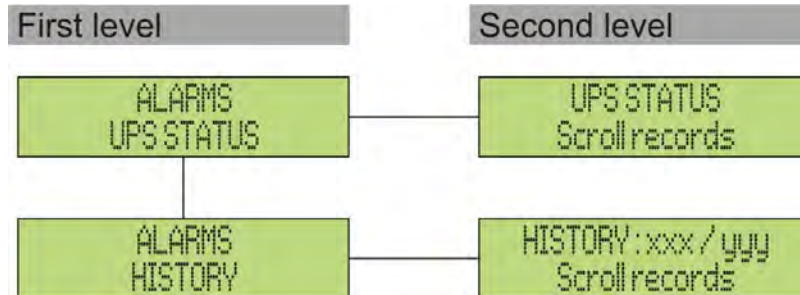 First level
Second level
ALARMS
UPS STATUS
UPS STATUS
Scroll records
ALARMS
HISTORY
HISTORY : xxx / yyy
Scroll records